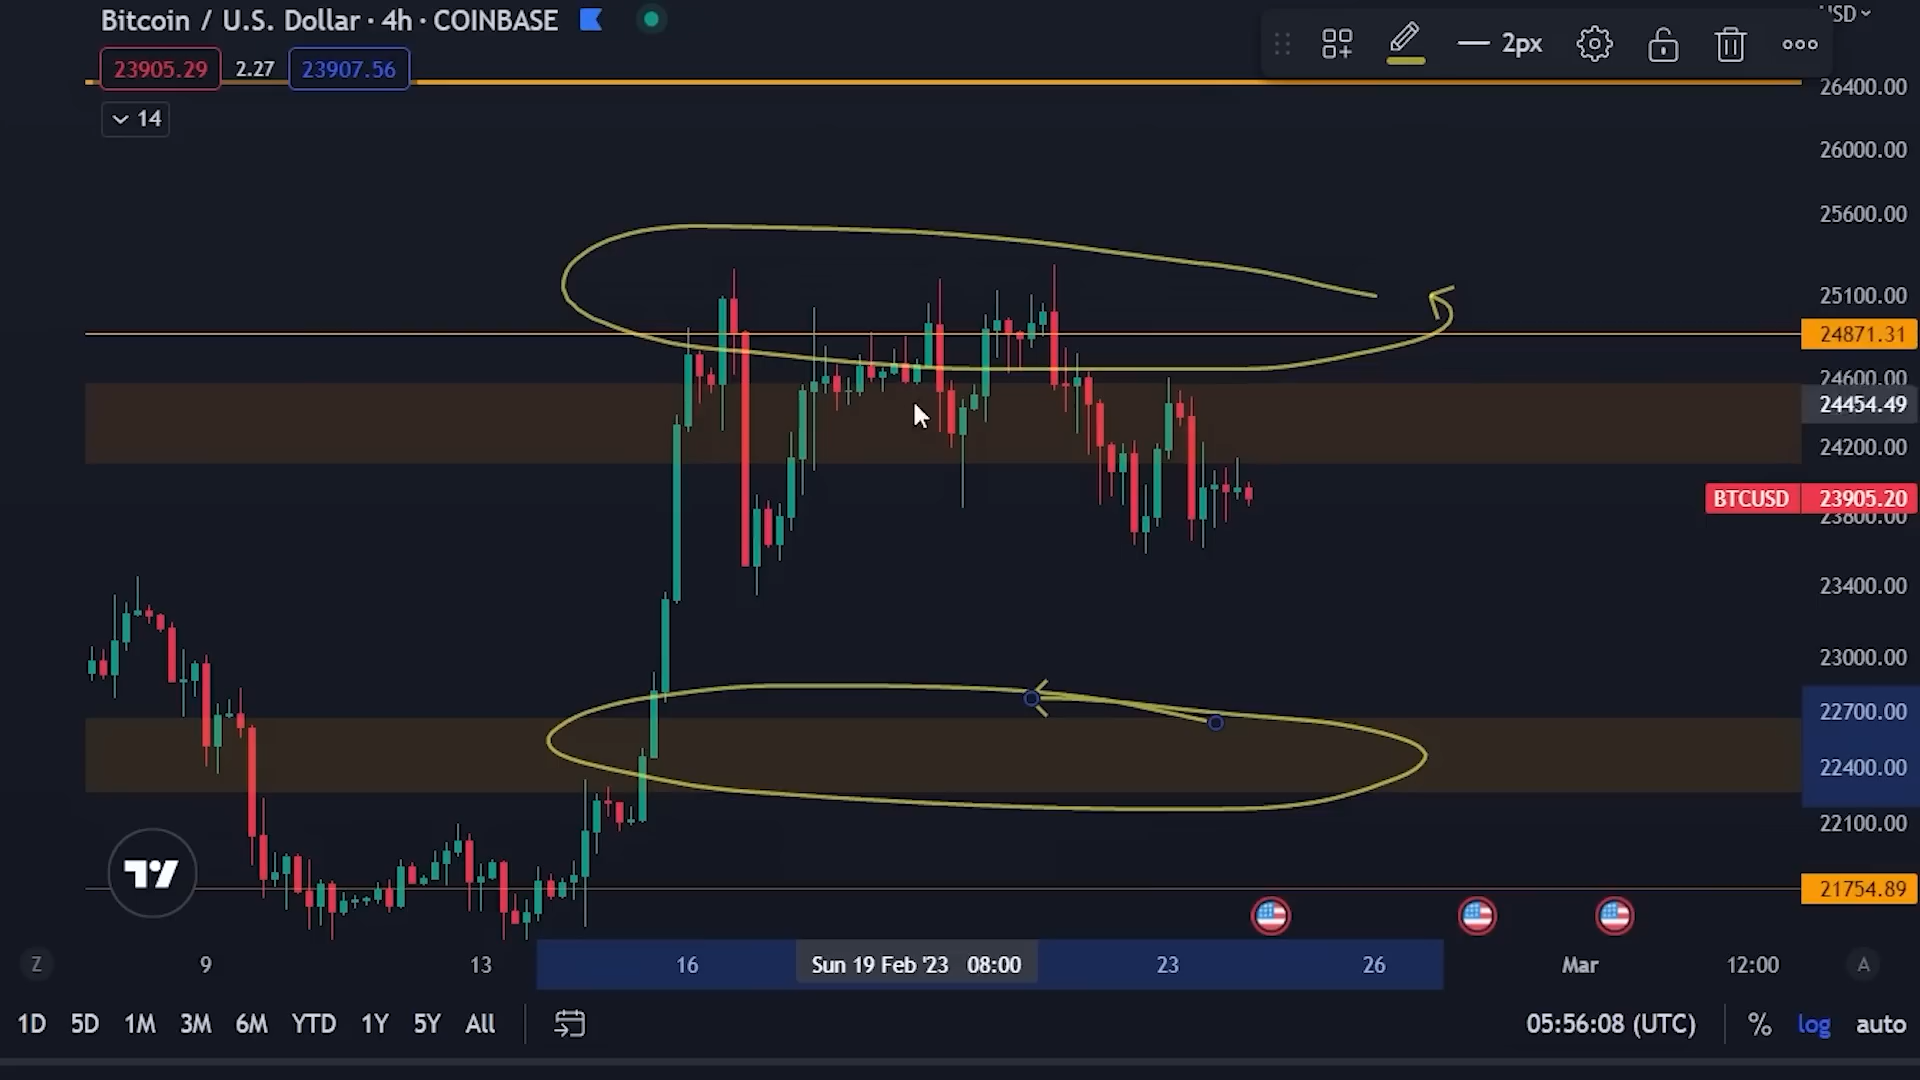 Bitcoin / U.S. Dollar · 4h · COINBASE
23905.29 2.27 23907.56
14
2px
26400.00
26000.00
25600.00
25100.00
24871.31
24600.00
24454.49
24200.00
BTCUSD 23905.20
23800.00
23400.00
23000.00
22700.00
22400.00
22100.00
21754.89
Z 9 13 16 Sun 19 Feb '23 08:00 23 26 Mar 12:00 A
1D 5D 1M 3M 6M YTD 1Y 5Y All 05:56:08 (UTC) % log auto